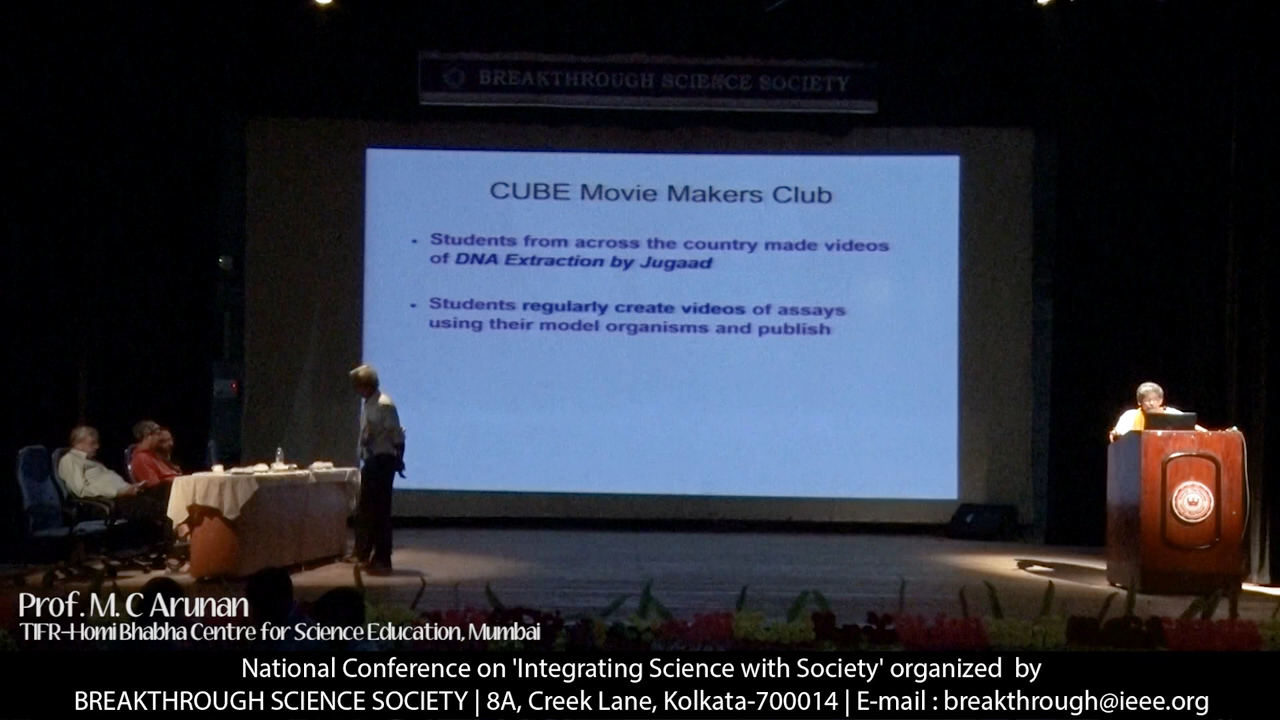 BREAKTHROUGH SCIENCE SOCIETY
CUBE Movie Makers Club
• Students from across the country made videos
of DNA Extraction by Jugaad
• Students regularly create videos of assays
using their model organisms and publish
Prof. M. C Arunan
TIFR-Homi Bhabha Centre for Science Education, Mumbai
National Conference on 'Integrating Science with Society' organized by
BREAKTHROUGH SCIENCE SOCIETY | 8A, Creek Lane, Kolkata-700014 | E-mail : breakthrough@ieee.org